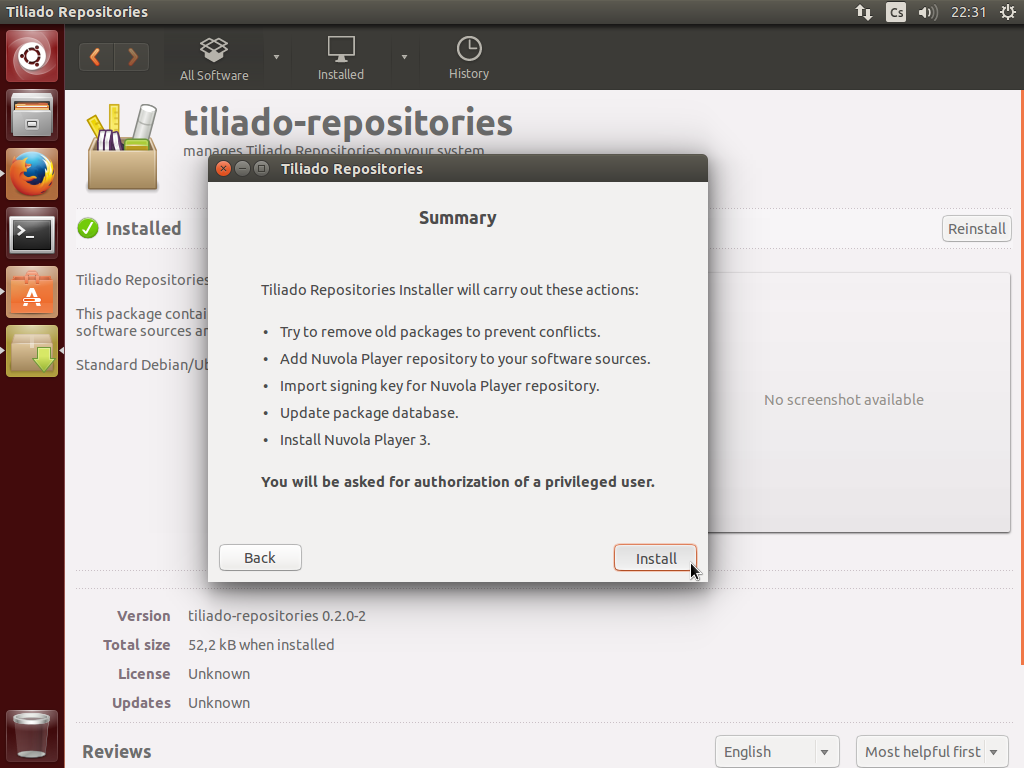 Tiliado Repositories
Cs
22:31
All Software
Installed
History
tiliado-repositories
manages Tiliado Repositories on your system
Installed
Reinstall
Tiliado Repositories
This package contai
software sources ar
Standard Debian/Ub
No screenshot available
Tiliado Repositories
Summary
Tiliado Repositories Installer will carry out these actions:
• Try to remove old packages to prevent conflicts.
• Add Nuvola Player repository to your software sources.
• Import signing key for Nuvola Player repository.
• Update package database.
• Install Nuvola Player 3.
You will be asked for authorization of a privileged user.
Back
Install
Version tiliado-repositories 0.2.0-2
Total size 52,2 kB when installed
License Unknown
Updates Unknown
Reviews
English
Most helpful first